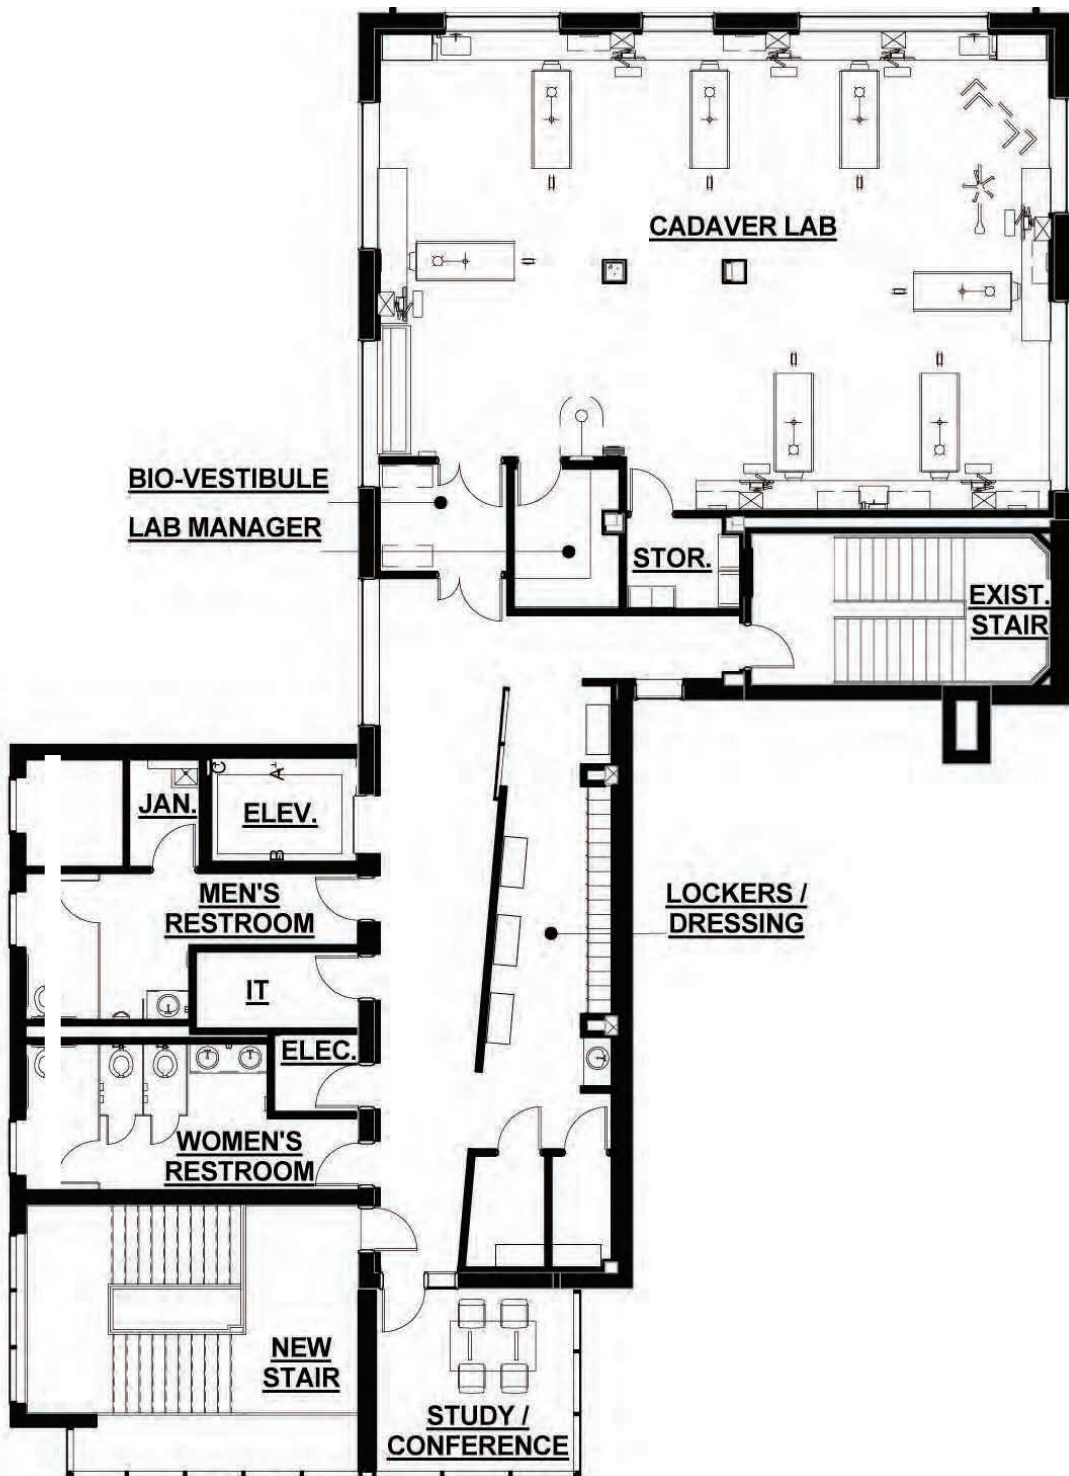 CADAVER LAB
BIO-VESTIBULE
LAB MANAGER
STOR.
EXIST.
STAIR
C
A
JAN.
ELEV.
B
MEN'S
RESTROOM
LOCKERS /
DRESSING
IT
ELEC.
WOMEN'S
RESTROOM
NEW
STAIR
STUDY /
CONFERENCE